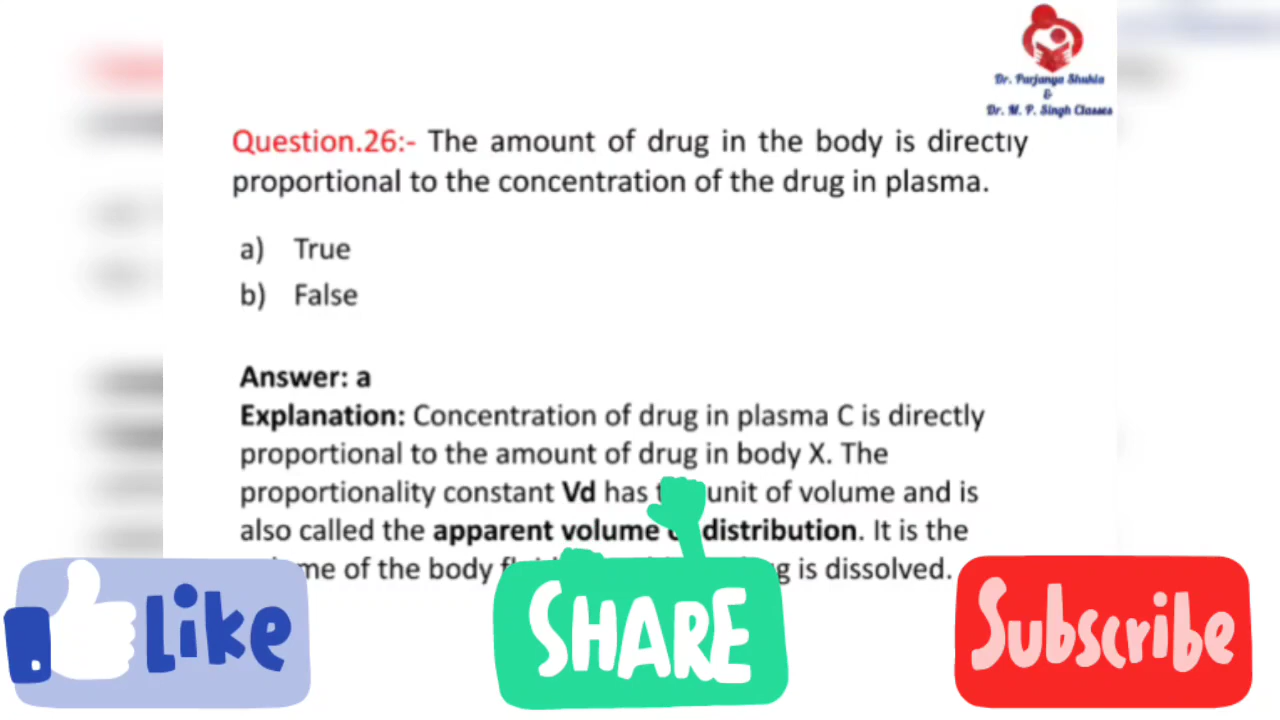 Dr. Parjanya Shukla
&
Dr. M. P. Singh Classes
Question.26:- The amount of drug in the body is directly
proportional to the concentration of the drug in plasma.
a) True
b) False
Answer: a
Explanation: Concentration of drug in plasma C is directly
proportional to the amount of drug in body X. The
proportionality constant Vd has unit of volume and is
also called the apparent volume distribution. It is the
of the body is dissolved.
Like
SHARE
Subscribe